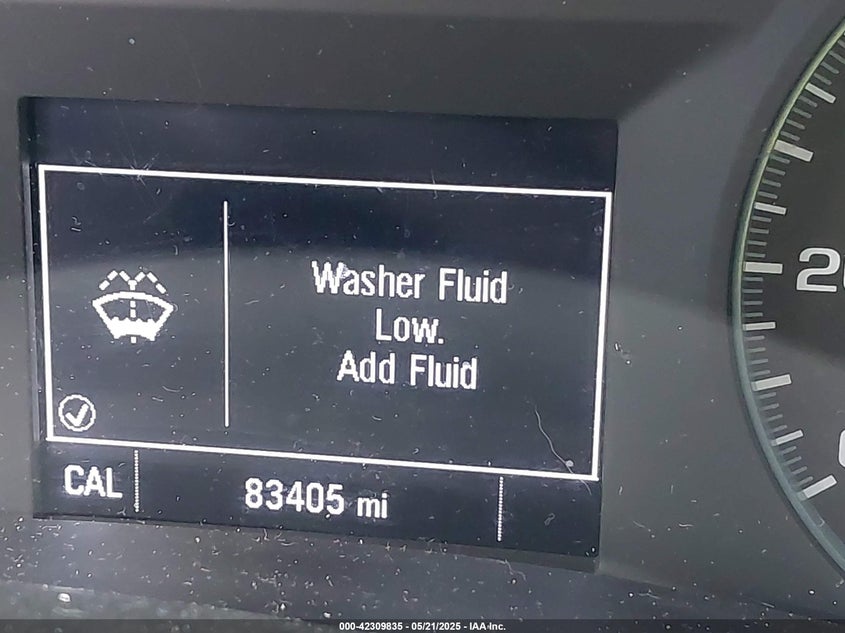 Washer Fluid
Low.
Add Fluid
CAL
83405 mi
000-42309835 - 05/21/2025 - IAA-Inc.